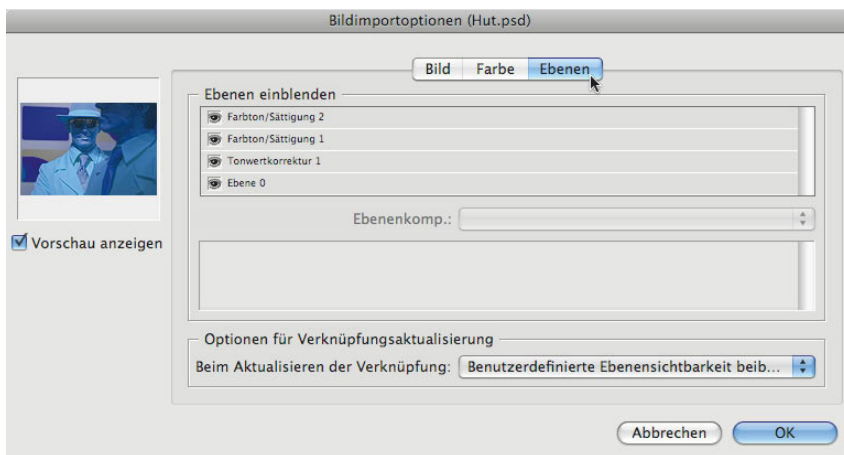 Bildimportoptionen (Hut.psd)
Bild Farbe Ebenen
Ebenen einblenden
Farbton/Sättigung 2
Farbton/Sättigung 1
Tonwertkorrektur 1
Ebene 0
Ebenenkomp.:
Vorschau anzeigen
Optionen für Verknüpfungsaktualisierung
Beim Aktualisieren der Verknüpfung: Benutzerdefinierte Ebenensichtbarkeit beib...
Abbrechen OK